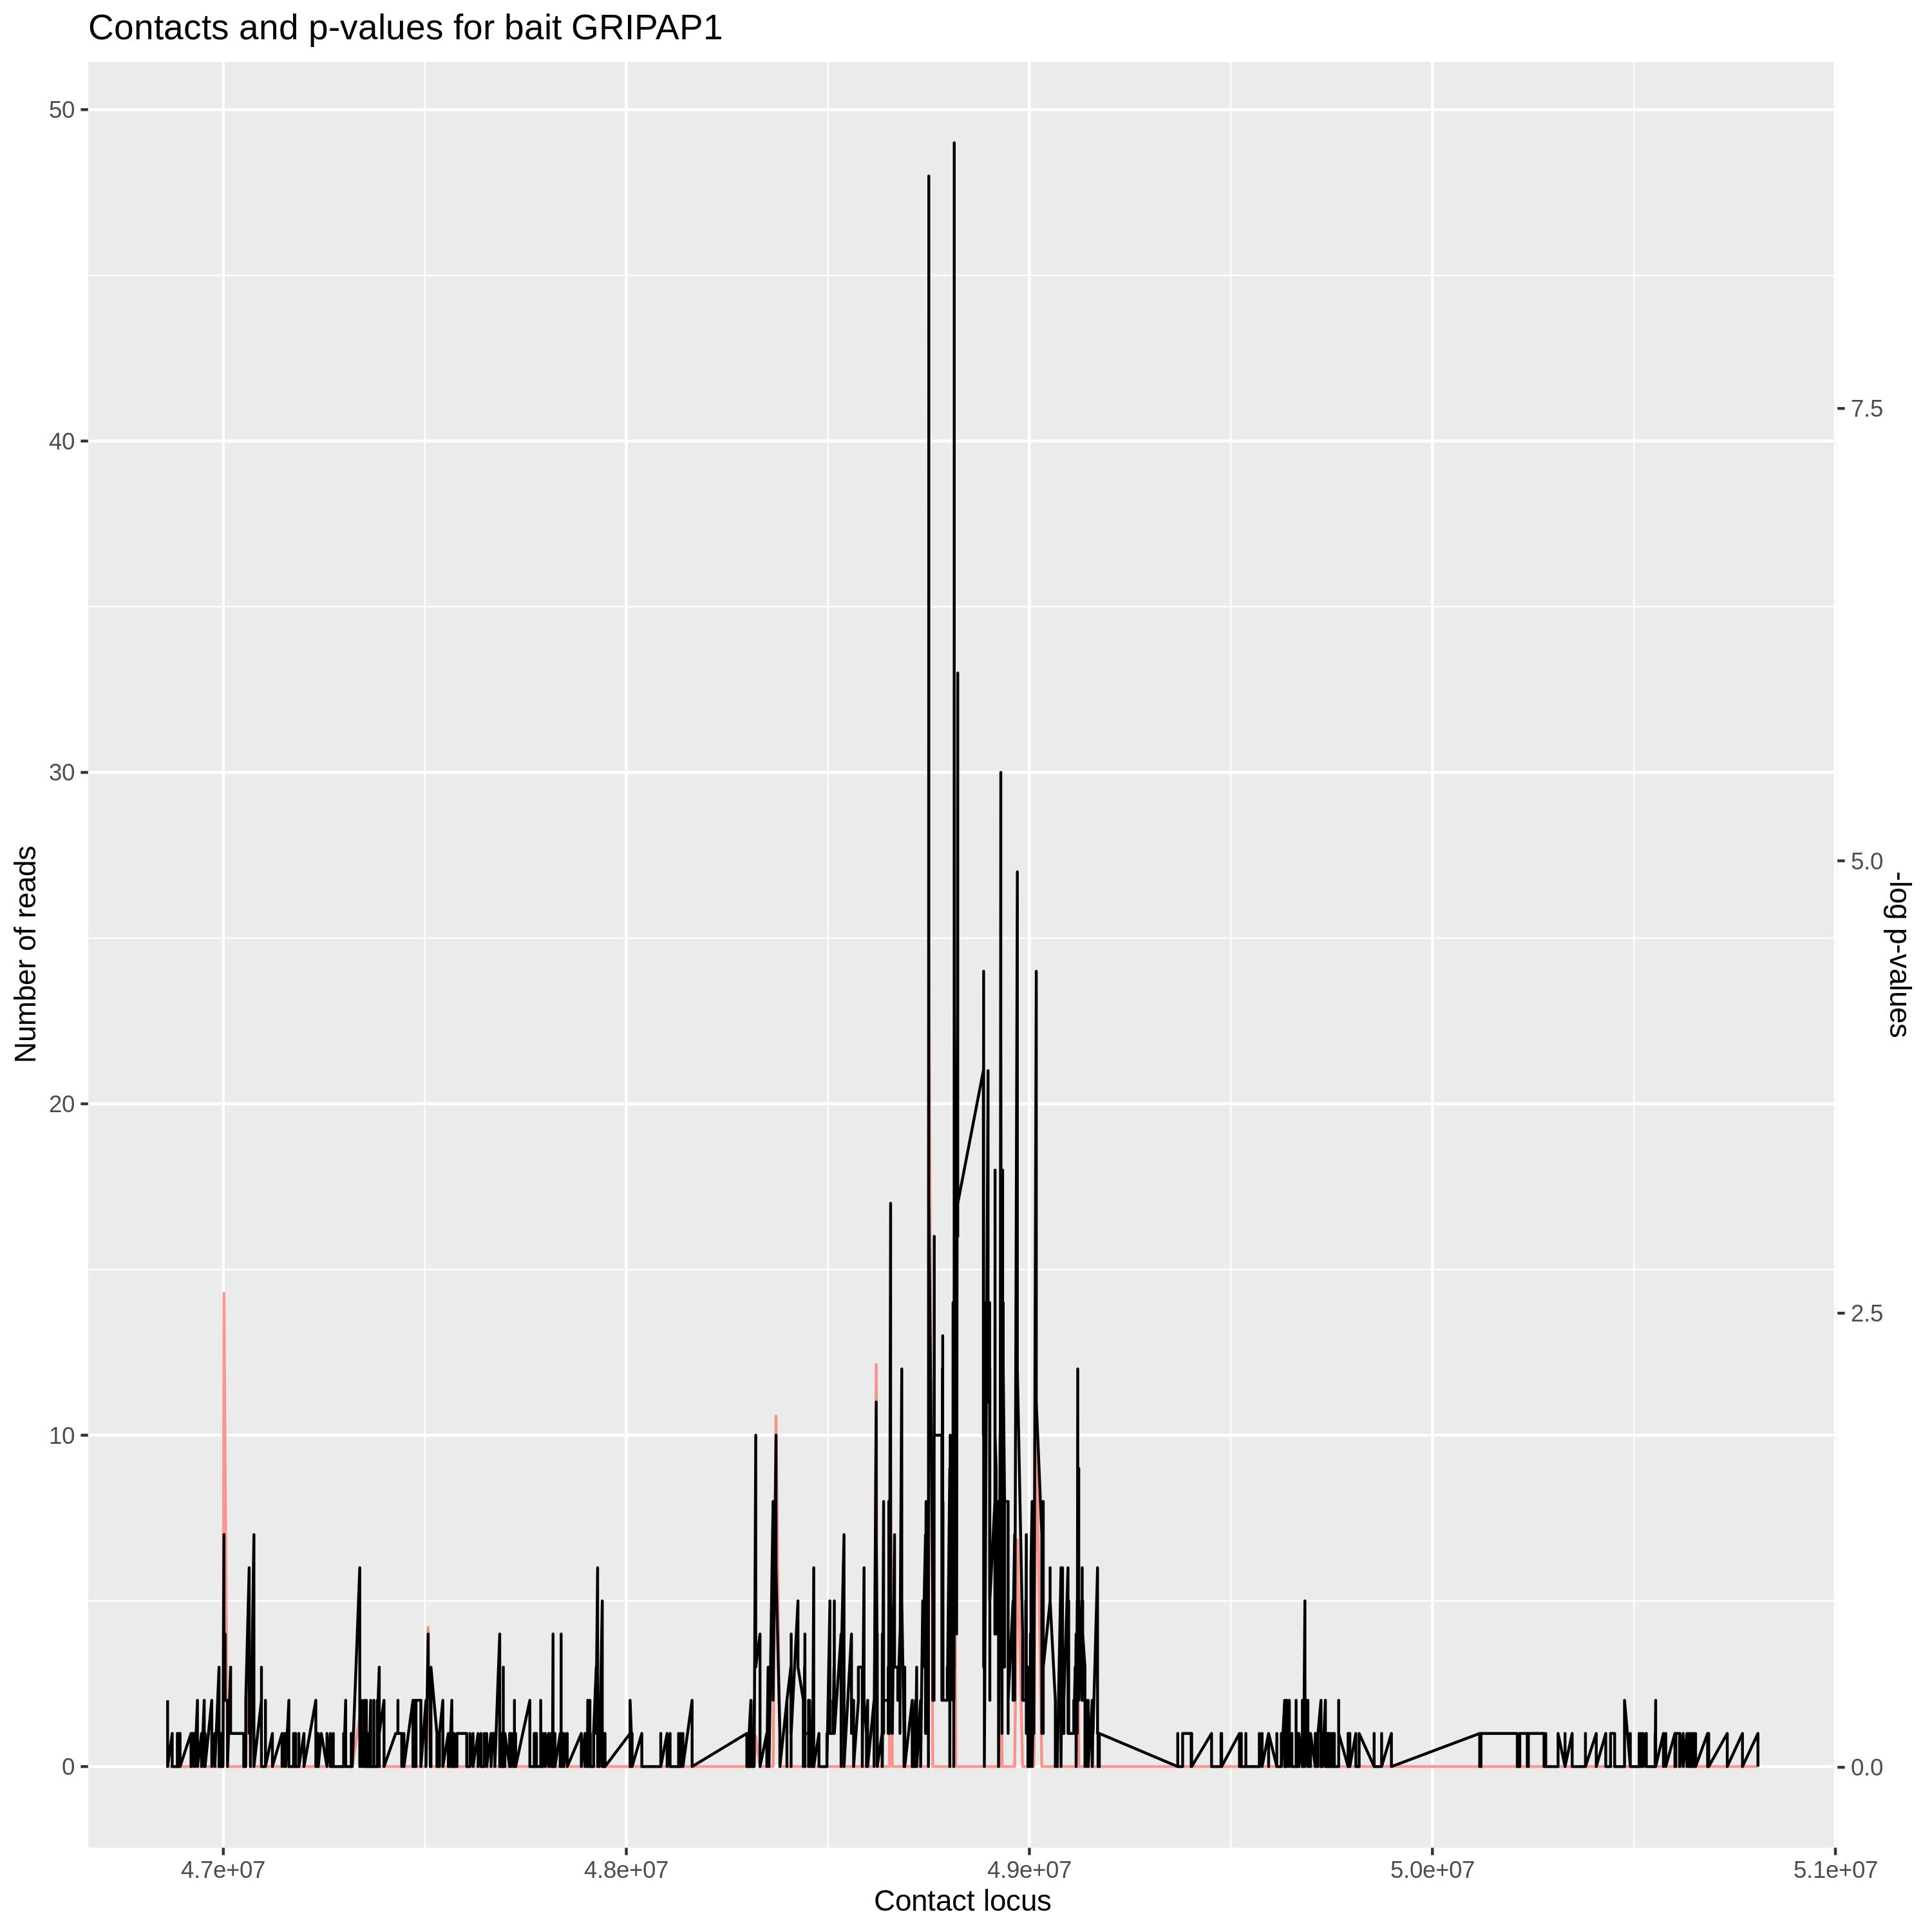 Contacts and p-values for bait GRIPAP1
50
40
30
20
10
0
Number of reads
7.5
5.0
2.5
0.0
-log p-values
4.7e+07
4.8e+07
4.9e+07
5.0e+07
5.1e+07
Contact locus